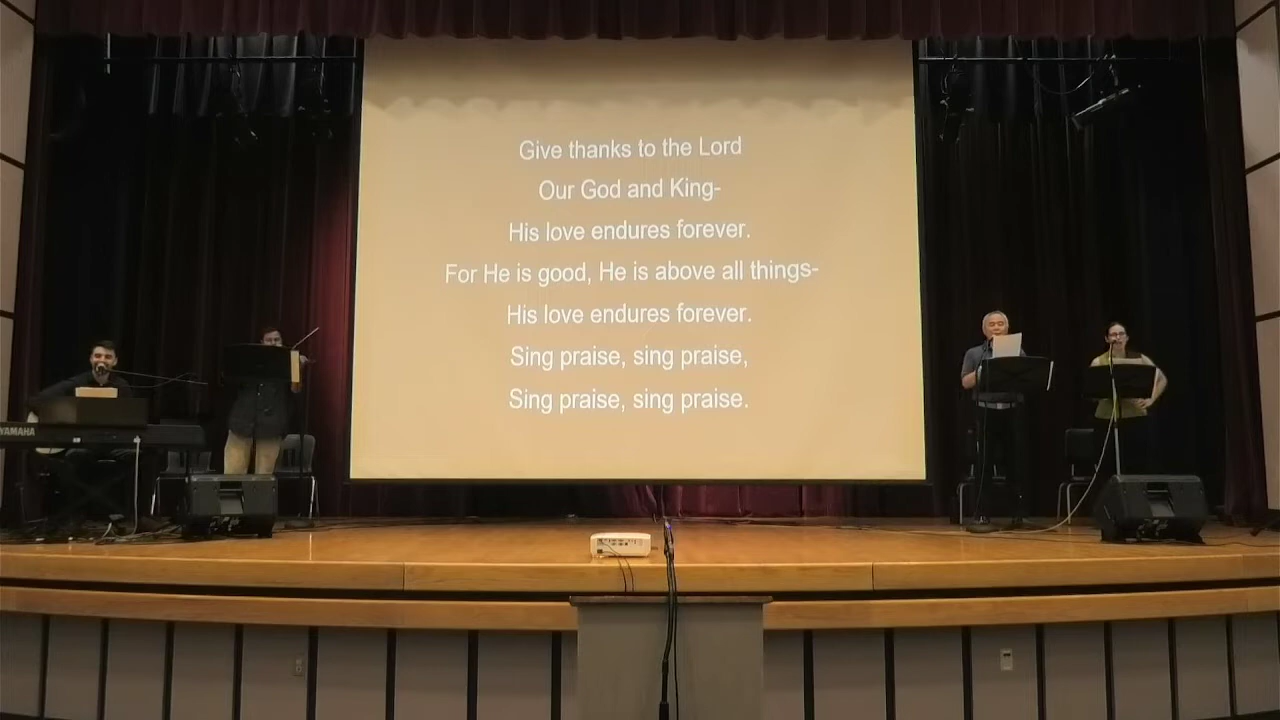 Give thanks to the Lord
Our God and King-
His love endures forever.
For He is good, He is above all things-
His love endures forever.
Sing praise, sing praise,
Sing praise, sing praise.
YAMAHA